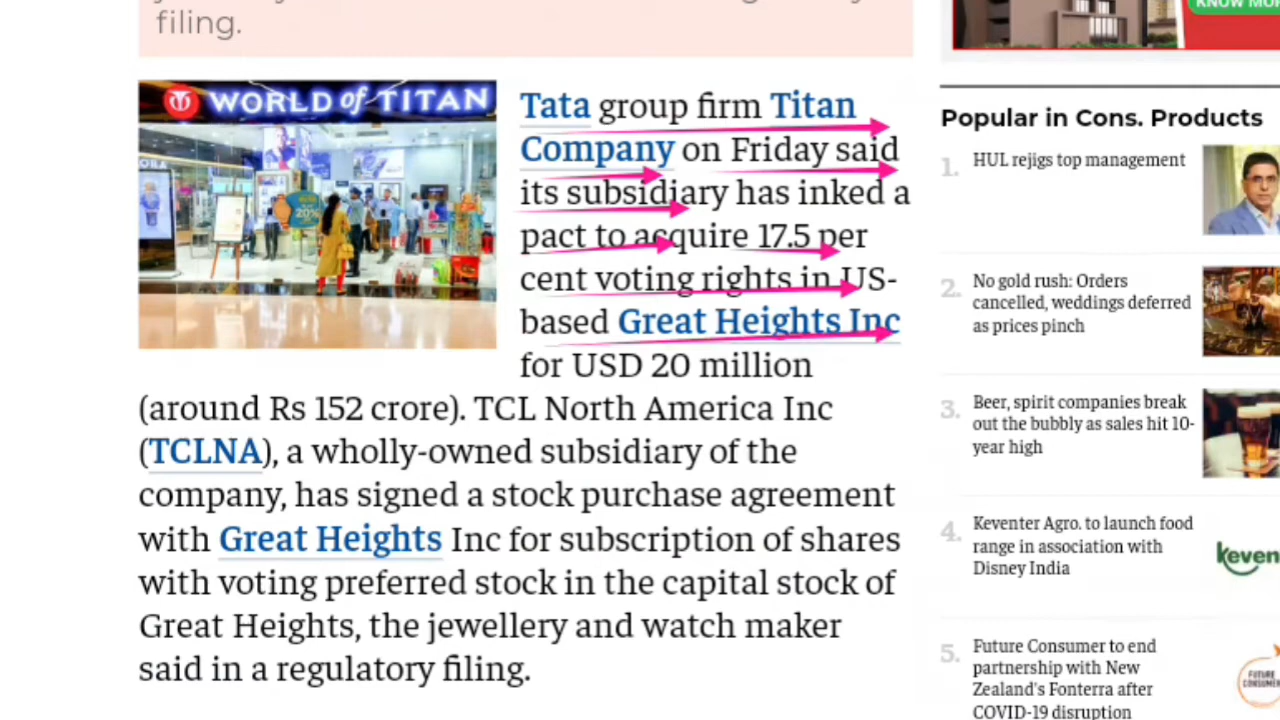 filing.
KNOW MOR
WORLD of TITAN
20%
Tata group firm Titan
Company on Friday said
its subsidiary has inked a
pact to acquire 17.5 per
cent voting rights in US-
based Great Heights Inc
for USD 20 million
(around Rs 152 crore). TCL North America Inc
(TCLNA), a wholly-owned subsidiary of the
company, has signed a stock purchase agreement
with Great Heights Inc for subscription of shares
with voting preferred stock in the capital stock of
Great Heights, the jewellery and watch maker
said in a regulatory filing.
Popular in Cons. Products
1. HUL rejigs top management
2. No gold rush: Orders
cancelled, weddings deferred
as prices pinch
3. Beer, spirit companies break
out the bubbly as sales hit 10-
year high
4. Keventer Agro. to launch food
range in association with
Disney India
keven
5. Future Consumer to end
partnership with New
Zealand's Fonterra after
COVID-19 disruption
FUTURE
CONSUMER